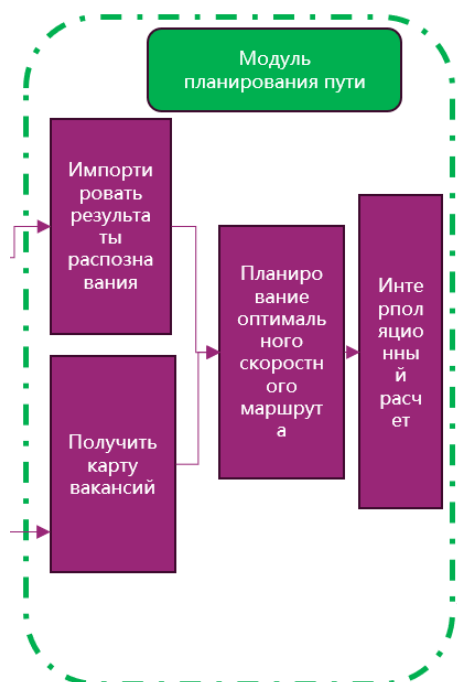 Модуль
планирования пути
Импорти
ровать
результа
ты
распозна
вания
Получить
карту
вакансий
Планиро
вание
оптималь
ного
скоростн
ого
маршрут
а
Инте
рпол
яцио
нны
й
расч
ет